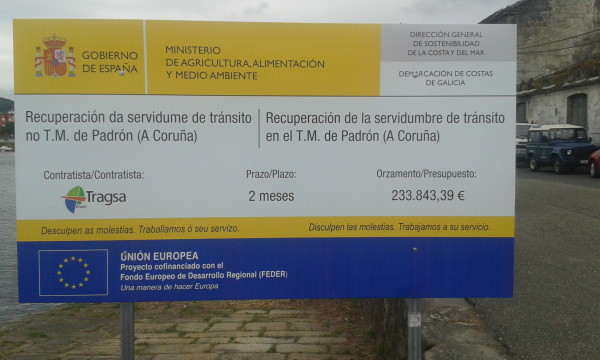 GOBIERNO
DE ESPAÑA
MINISTERIO
DE AGRICULTURA, ALIMENTACIÓN
Y MEDIO AMBIENTE
DIRECCIÓN GENERAL
DE SOSTENIBILIDAD
DE LA COSTA Y DEL MAR
DEMARCACIÓN DE COSTAS
DE GALICIA
Recuperación da servidume de tránsito
no T.M. de Padrón (A Coruña)
Recuperación de la servidumbre de tránsito
en el T.M. de Padrón (A Coruña)
Contratista/Contratista:
Tragsa
Prazo/Plazo:
2 meses
Orzamento/Presupuesto:
233.843,39 €
Desculpen as molestias. Traballamos ó seu servizo.
Disculpen las molestias. Trabajamos a su servicio.
UNIÓN EUROPEA
Proyecto cofinanciado con el
Fondo Europeo de Desarrollo Regional (FEDER)
Una manera de hacer Europa